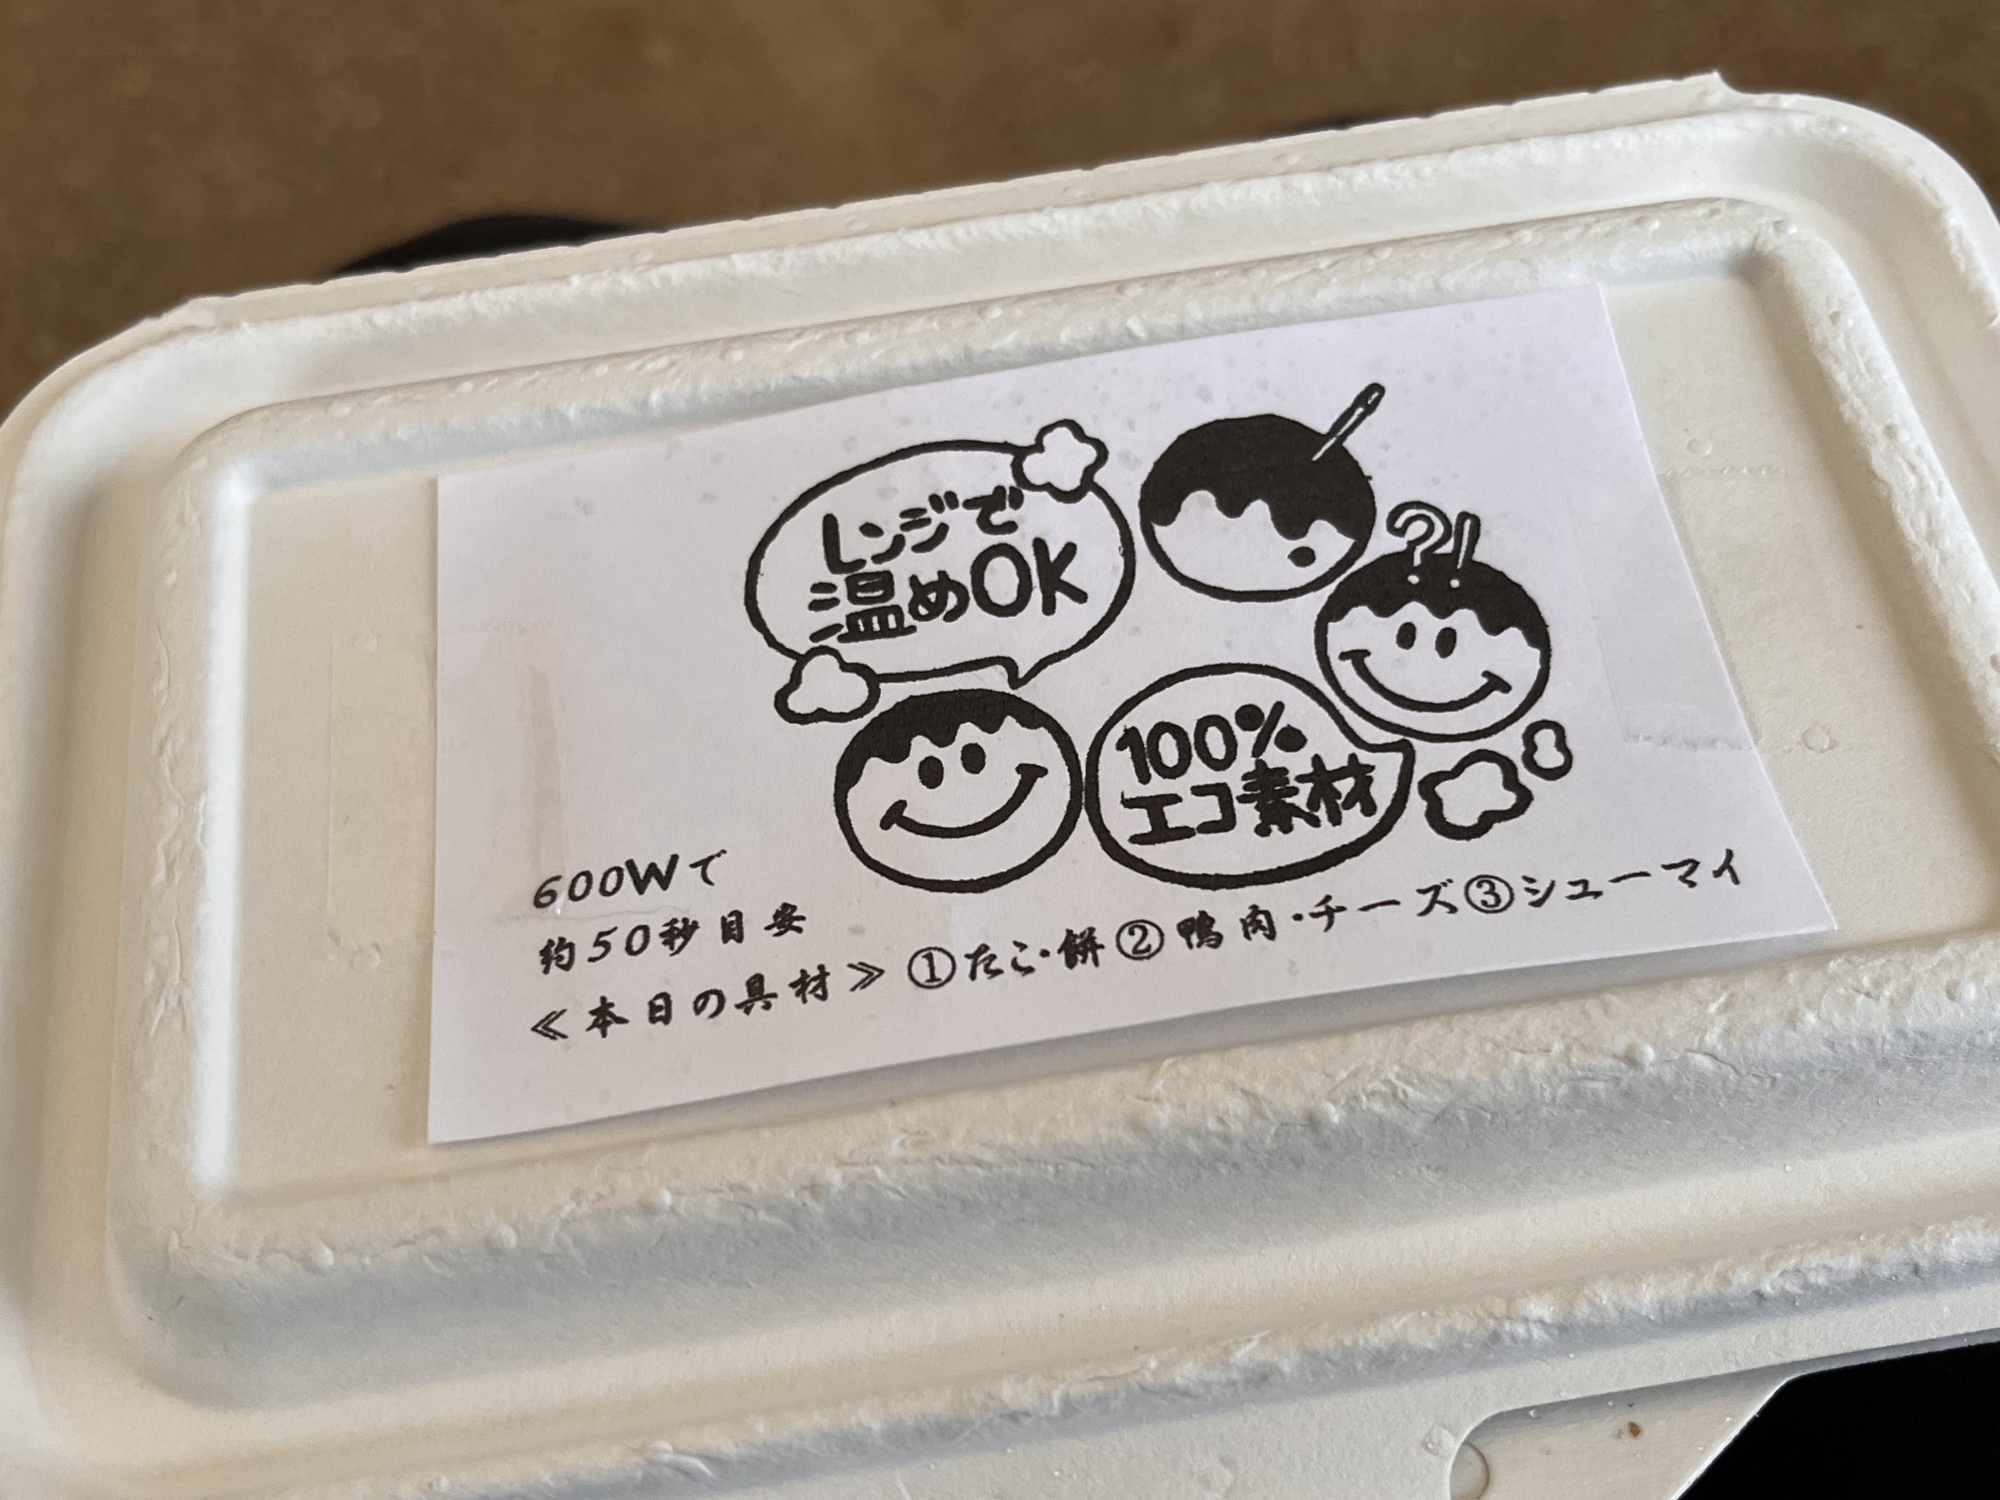 レンジで
温めOK
?!
100%
エコ素材
600Wで
約50秒目安
≪本日の具材≫ ①たこ・餅②鴨肉・チーズ③シューマイ